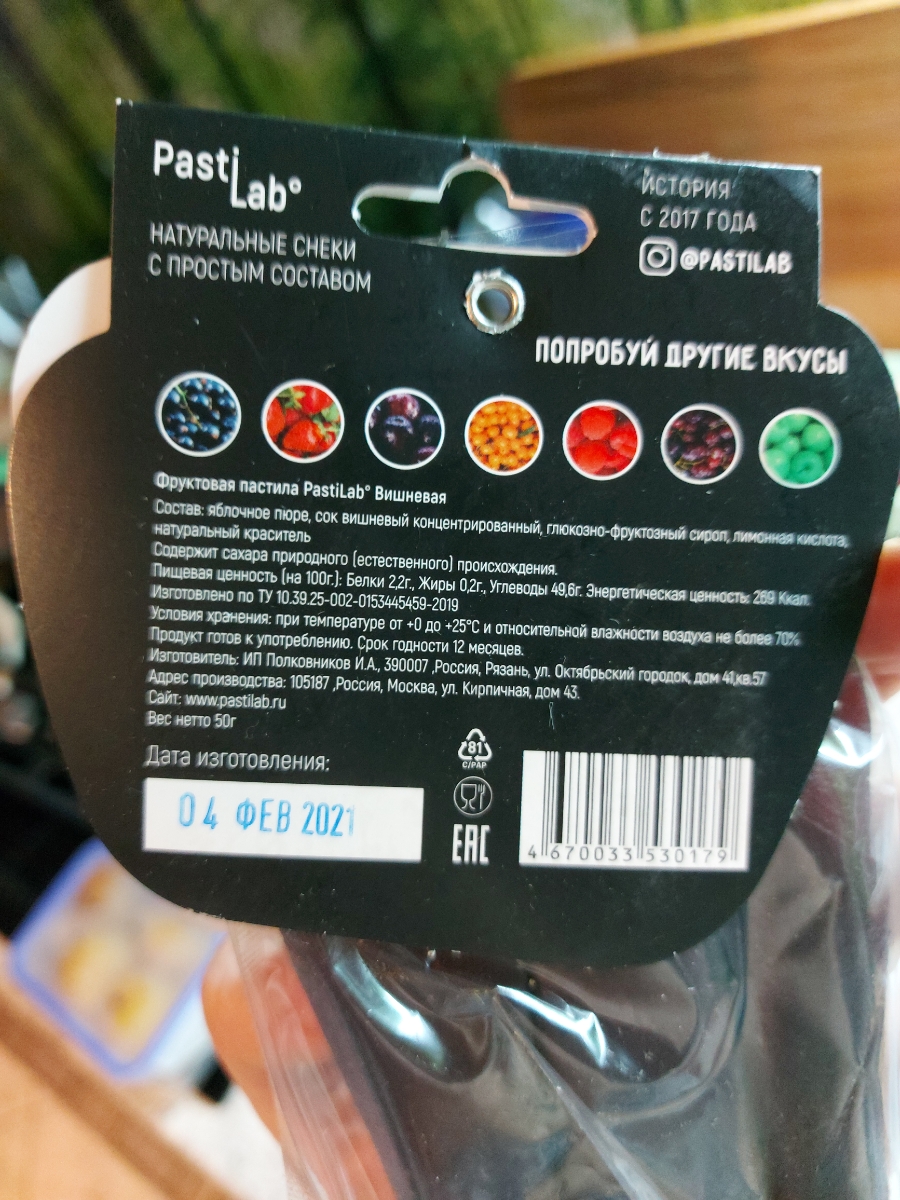 Pasti
Lab°
НАТУРАЛЬНЫЕ СНЕКИ
С ПРОСТЫМ СОСТАВОМ
ИСТОРИЯ
С 2017 ГОДА
@PASTILAB
ПОПРОБУЙ ДРУГИЕ ВКУСЫ
Фруктовая пастила PastiLab° Вишневая
Состав: яблочное пюре, сок вишневый концентрированный, глюкозно-фруктозный сироп, лимонная кислота,
натуральный краситель
Содержит сахара природного (естественного) происхождения.
Пищевая ценность (на 100г.): Белки 2,2г., Жиры 0,2г., Углеводы 49,6г. Энергетическая ценность: 269 Ккал.
Изготовлено по ТУ 10.39.25-002-0153445459-2019
Условия хранения: при температуре от +0 до +25°С и относительной влажности воздуха не более 70%
Продукт готов к употреблению. Срок годности 12 месяцев.
Изготовитель: ИП Полковников И.А., 390007 ,Россия, Рязань, ул. Октябрьский городок, дом 41,кв.57
Адрес производства: 105187 ,Россия, Москва, ул. Кирпичная, дом 43.
Сайт: www.pastilab.ru
Вес нетто 50г
Дата изготовления:
04 ФЕВ 2021
81
C/PAP
EAC
4 670033 530179